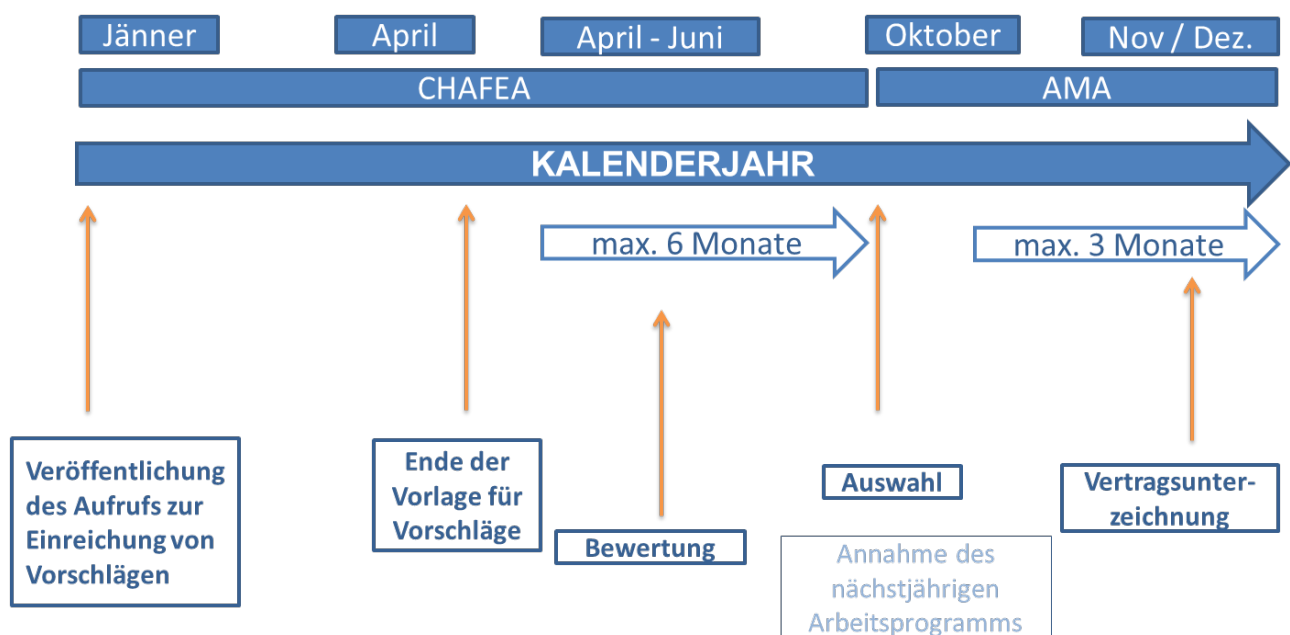 Jänner
April
April - Juni
Oktober
Nov / Dez.
CHAFEA
AMA
KALENDERJAHR
max. 6 Monate
max. 3 Monate
Veröffentlichung
des Aufrufs zur
Einreichung von
Vorschlägen
Ende der
Vorlage für
Vorschläge
Bewertung
Auswahl
Annahme des
nächstjährigen
Arbeitsprogramms
Vertragsunter-
zeichnung